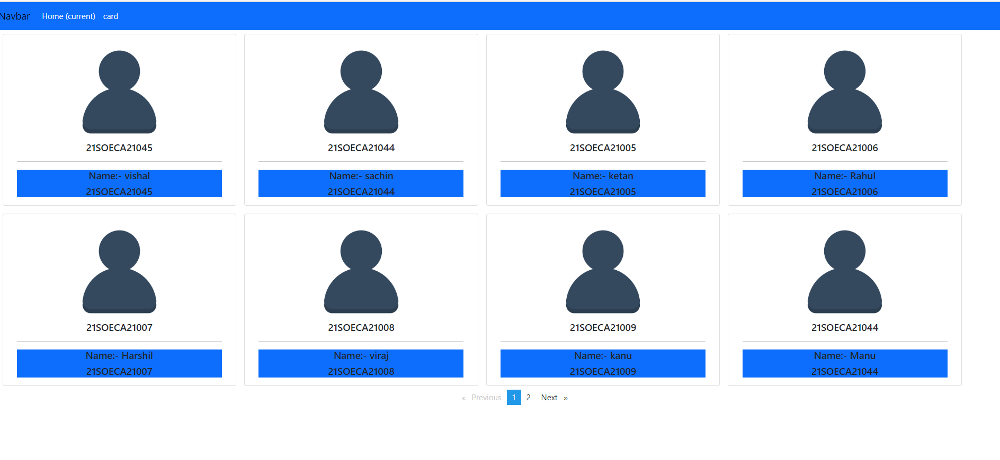 Navbar Home (current) card
21SOECA21045
Name:- vishal
21SOECA21045
21SOECA21044
Name:- sachin
21SOECA21044
21SOECA21005
Name:- ketan
21SOECA21005
21SOECA21006
Name:- Rahul
21SOECA21006
21SOECA21007
Name:- Harshil
21SOECA21007
21SOECA21008
Name:- viraj
21SOECA21008
21SOECA21009
Name:- kanu
21SOECA21009
21SOECA21044
Name:- Manu
21SOECA21044
« Previous 1 2 Next »